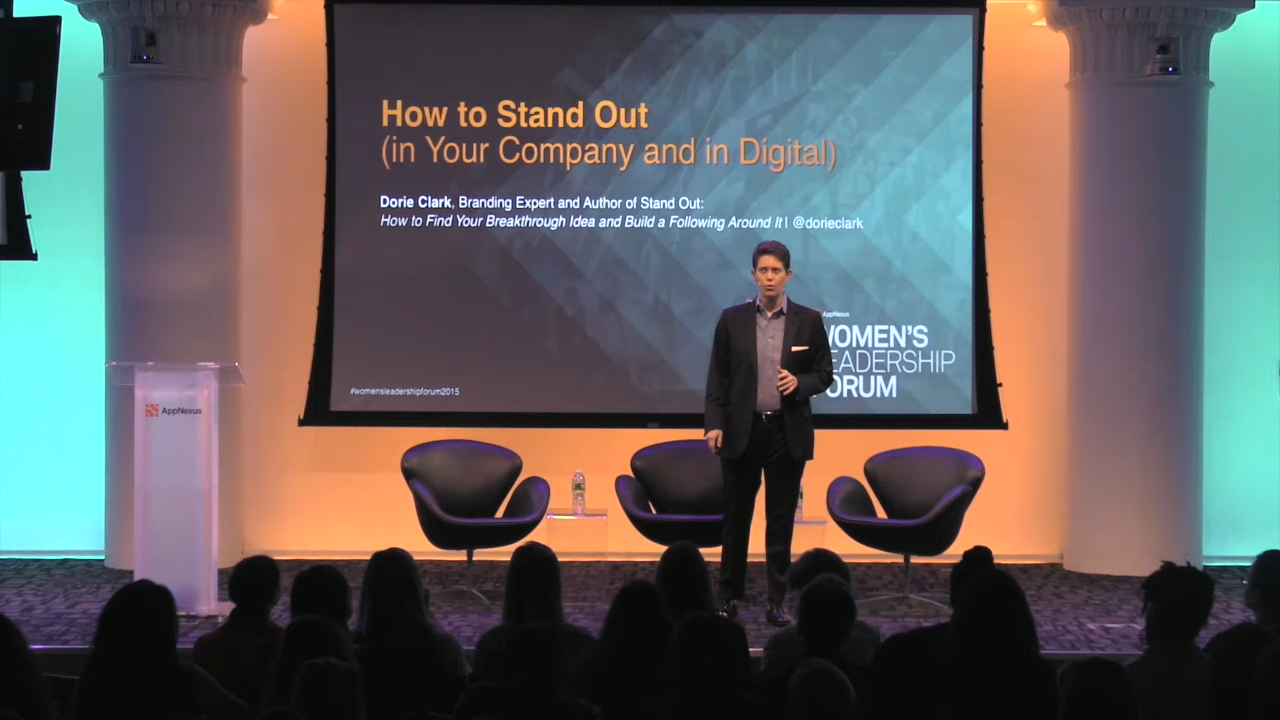 How to Stand Out
(in Your Company and in Digital)
Dorie Clark, Branding Expert and Author of Stand Out:
How to Find Your Breakthrough Idea and Build a Following Around It | @dorieclark
AppNexus
WOMEN'S
LEADERSHIP
FORUM
#womensleadershipforum2015
AppNexus